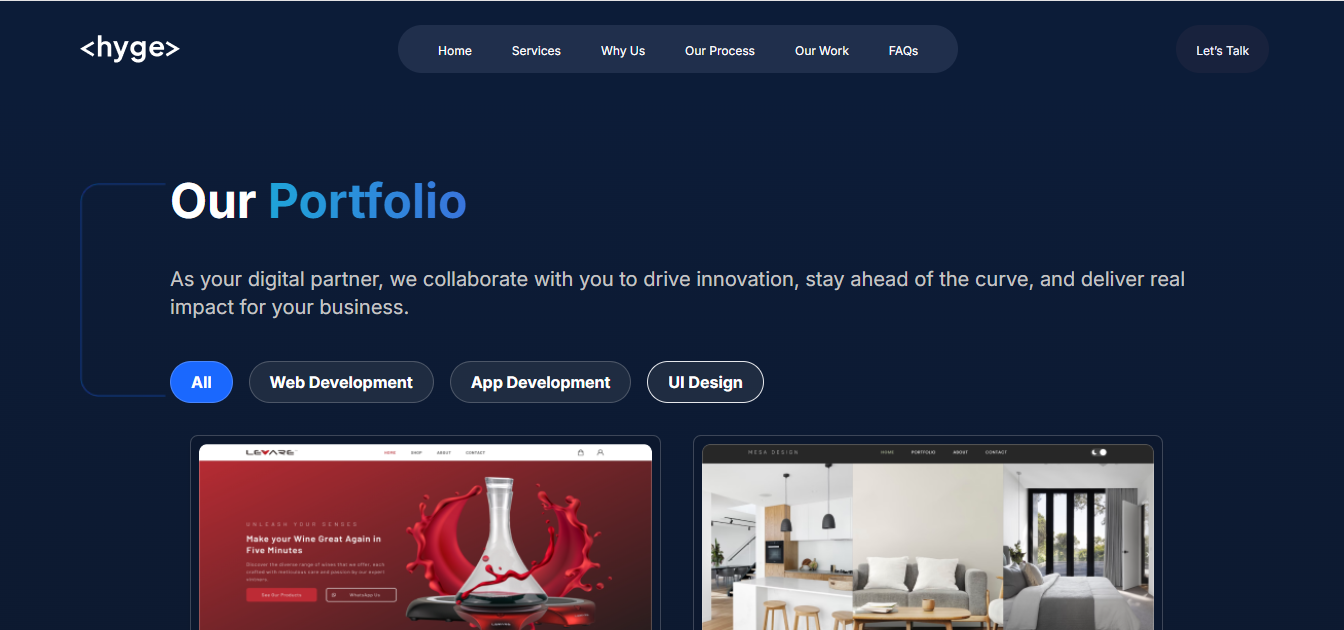 <hyge>
Home Services Why Us Our Process Our Work FAQs
Let's Talk
Our Portfolio
As your digital partner, we collaborate with you to drive innovation, stay ahead of the curve, and deliver real
impact for your business.
All Web Development App Development UI Design
LEVARE
HOME SHOP ABOUT CONTACT
UNLEASH YOUR SENSES
Make your Wine Great Again in
Five Minutes
Discover the diverse range of wines that we offer, each
crafted with meticulous care and passion by our expert
vintners.
See Our Products WhatsApp Us
MESA DESIGN
HOME PORTFOLIO ABOUT CONTACT